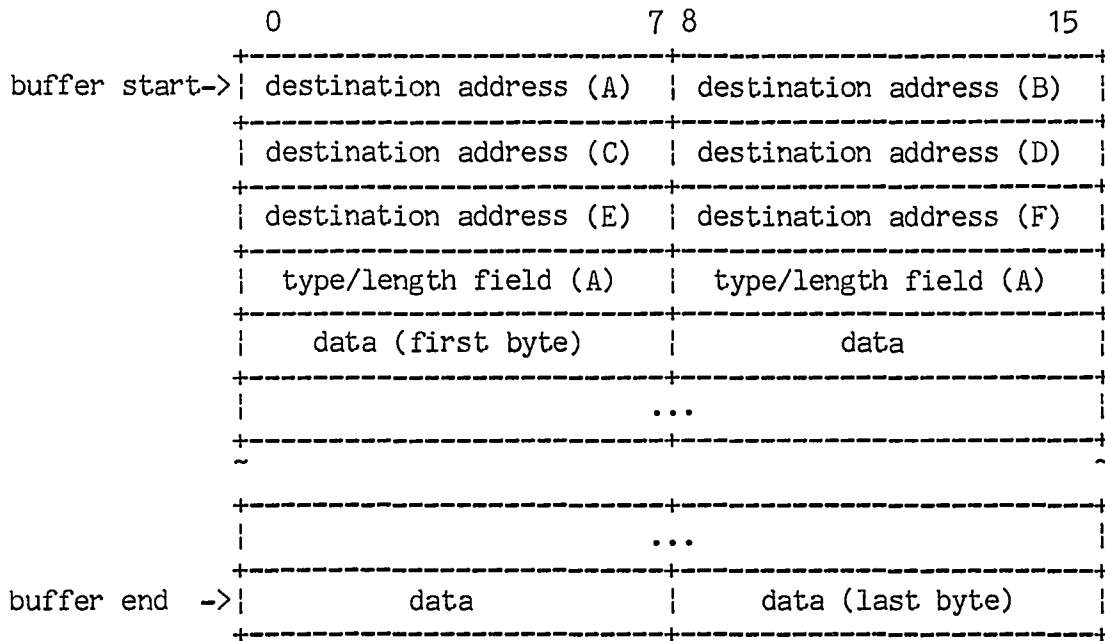 0 7 8 15
buffer start-> destination address (A) destination address (B)
destination address (C) destination address (D)
destination address (E) destination address (F)
type/length field (A) type/length field (A)
data (first byte) data
...
...
buffer end -> data data (last byte)